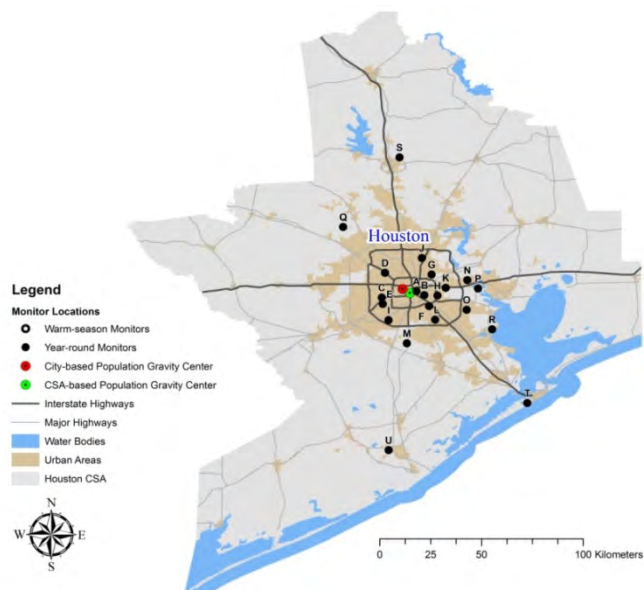 S
Q
Houston
J
D
G
N
K
P
A
C
E
B
H
O
F
L
I
R
M
T
U
Legend
Monitor Locations
Warm-season Monitors
Year-round Monitors
City-based Population Gravity Center
CSA-based Population Gravity Center
Interstate Highways
Major Highways
Water Bodies
Urban Areas
Houston CSA
N
W E
S
0 25 50 100 Kilometers